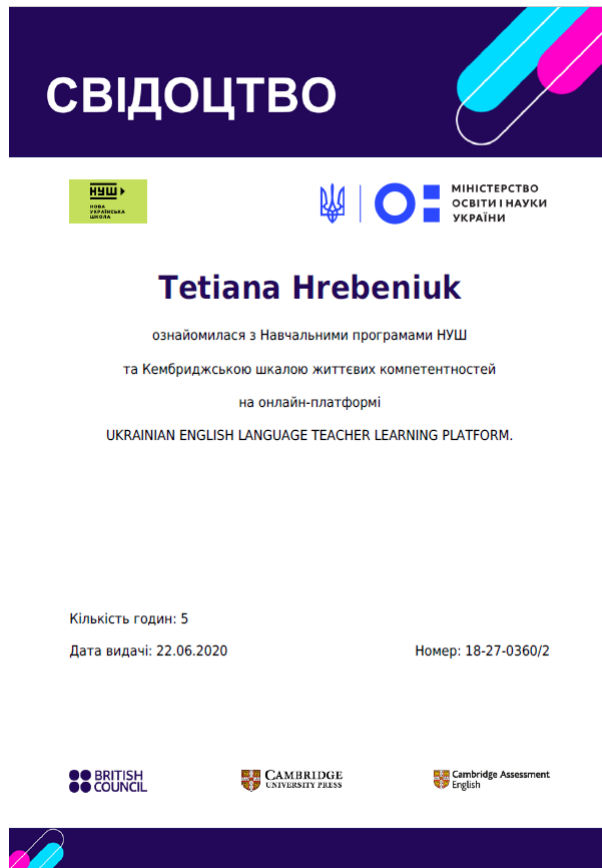 СВІДОЦТВО
НУШ
НОВА
УКРАЇНСЬКА
ШКОЛА
МІНІСТЕРСТВО
ОСВІТИ І НАУКИ
УКРАЇНИ
Tetiana Hrebeniuk
ознайомилася з Навчальними програмами НУШ
та Кембриджською шкалою життєвих компетентностей
на онлайн-платформі
UKRAINIAN ENGLISH LANGUAGE TEACHER LEARNING PLATFORM.
Кількість годин: 5
Дата видачі: 22.06.2020
Номер: 18-27-0360/2
BRITISH
COUNCIL
CAMBRIDGE
UNIVERSITY PRESS
Cambridge Assessment
English